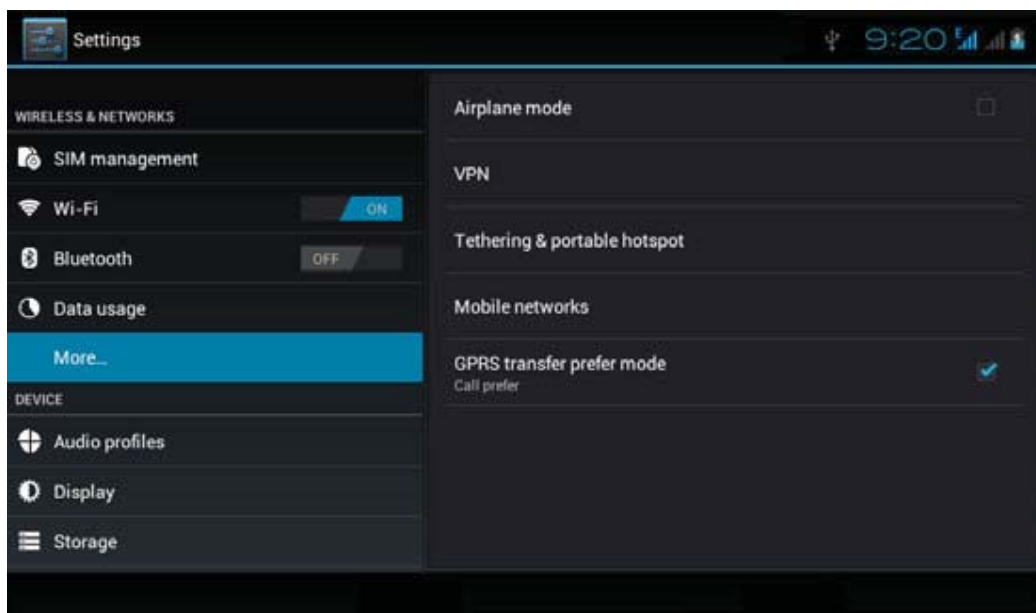 Settings
9:20
E
WIRELESS & NETWORKS
SIM management
Wi-Fi
ON
Bluetooth
OFF
Data usage
More...
DEVICE
Audio profiles
Display
Storage
Airplane mode
VPN
Tethering & portable hotspot
Mobile networks
GPRS transfer prefer mode
Call prefer